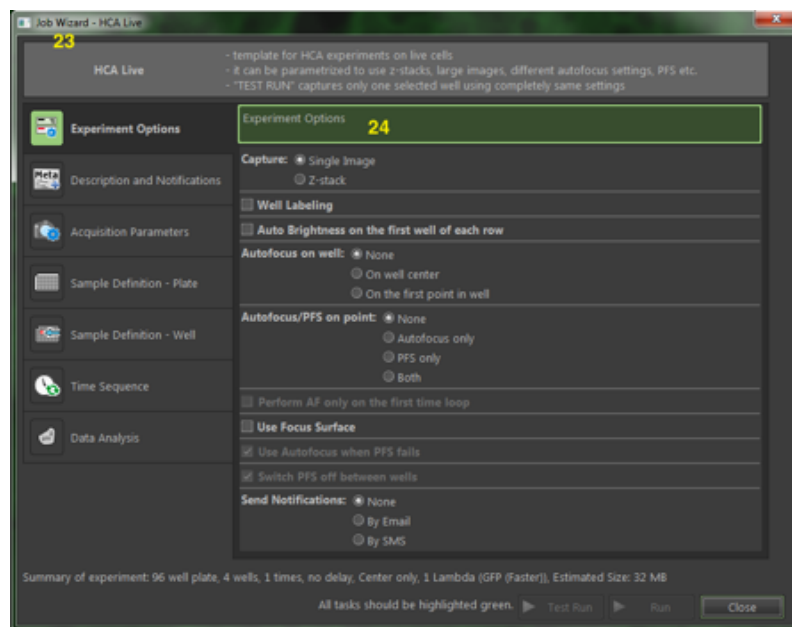 Job Wizard - HCA Live
23
HCA Live
- template for HCA experiments on live cells
- it can be parametrized to use z-stacks, large images, different autofocus settings, PFS etc.
- "TEST RUN" captures only one selected well using completely same settings
Experiment Options
Meta
Description and Notifications
Acquisition Parameters
Sample Definition - Plate
Sample Definition - Well
Time Sequence
Data Analysis
Experiment Options 24
Capture: Single Image
Z-stack
Well Labeling
Auto Brightness on the first well of each row
Autofocus on well: None
On well center
On the first point in well
Autofocus/PFS on point: None
Autofocus only
PFS only
Both
Perform AF only on the first time loop
Use Focus Surface
Use Autofocus when PFS fails
Switch PFS off between wells
Send Notifications: None
By Email
By SMS
Summary of experiment: 96 well plate, 4 wells, 1 times, no delay, Center only, 1 Lambda (GFP (Faster)), Estimated Size: 32 MB
All tasks should be highlighted green. Test Run Run Close